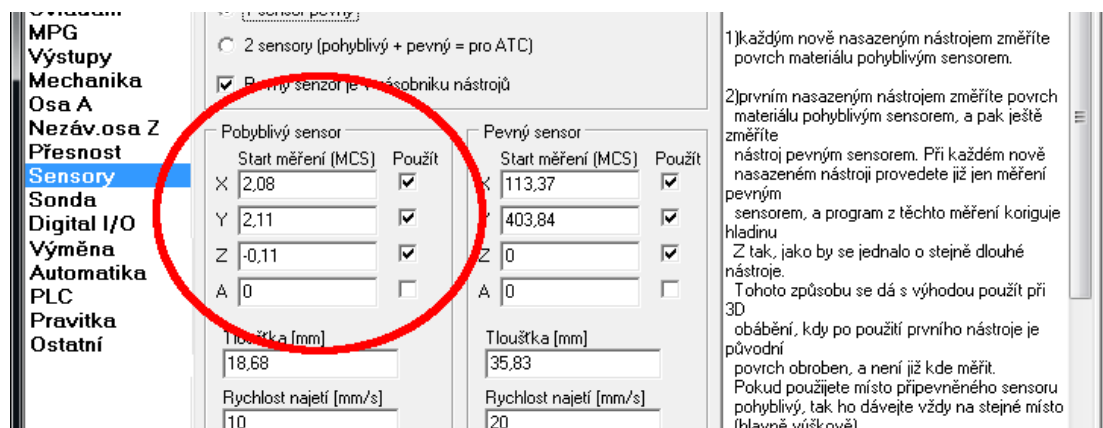 MPG
Výstupy
Mechanika
Osa A
Nezáv.osa Z
Přesnost
Sensory
Sonda
Digital I/O
Výměna
Automatika
PLC
Pravitka
Ostatní
2 sensory (pohyblivý + pevný = pro ATC)
senzor je v zásobniku nástrojů
Pobyblivý sensor
Start měření (MCS) Použít
X 2,08
Y 2,11
Z -0,11
A 0
Tloušťka [mm]
18,68
Rychlost najetí [mm/s]
10
Pevný sensor
Start měření (MCS) Použít
X 113,37
403,84
Z 0
A 0
Tloušťka [mm]
35,83
Rychlost najetí [mm/s]
20
1)každým nově nasazeným nástrojem změříte
povrch materiálu pohyblivým sensorem.
2)prvním nasazeným nástrojem změříte povrch
materiálu pohyblivým sensorem, a pak ještě
změříte
nástroj pevným sensorem. Při každém nově
nasazeném nástroji provedete již jen měření
pevným
sensorem, a program z těchto měření koriguje
hladinu
Z tak, jako by se jednalo o stejně dlouhé
nástroje.
Tohoto způsobu se dá s výhodou použít při
3D
obábění, kdy po použití prvního nástroje je
původní
povrch obroben, a není již kde měřit.
Pokud použijete místo připevněného sensoru
pohyblivý, tak ho dávejte vždy na stejné místo
(hlavně výškově)